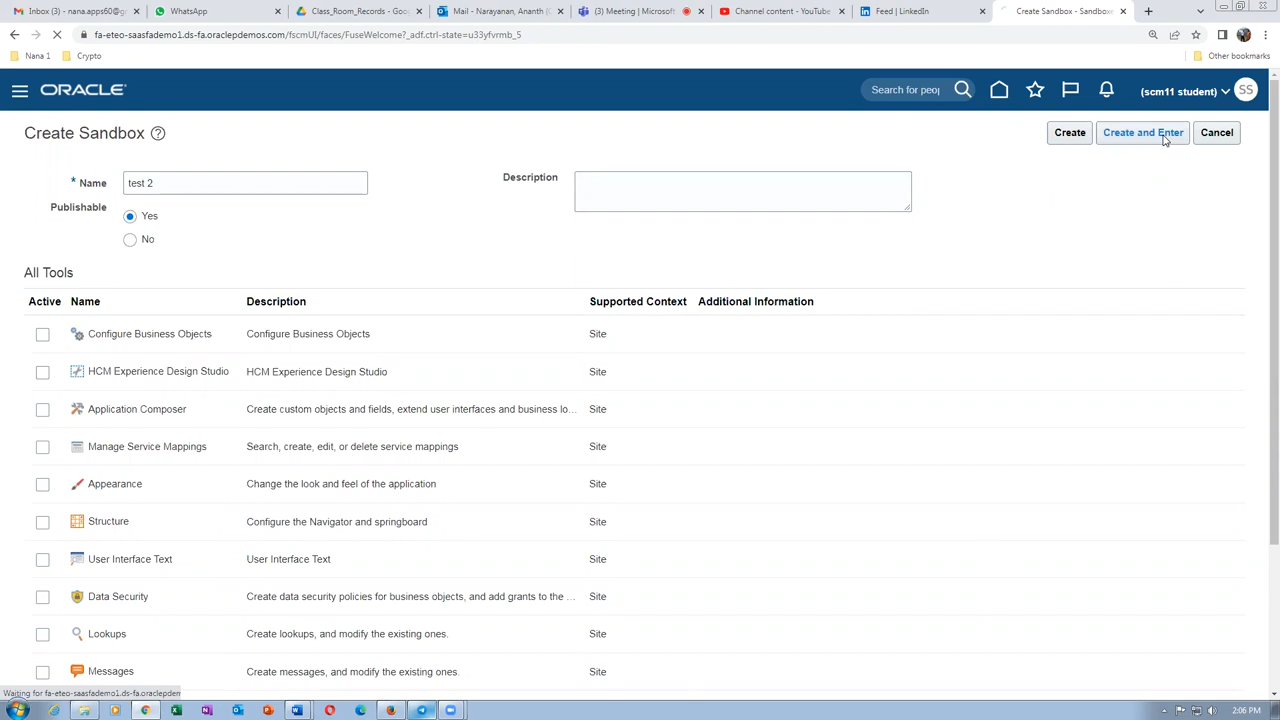 Inbox - nana.apps60@g
WhatsApp
Class_Room_Records - Goog
Mail - Narayanan, Ananth (O
(3) Meeting | Microsoft
Channel content - YouTube
Feed | LinkedIn
Create Sandbox - Sandbox
fa-eteo-saasfademo1.ds-fa.oraclepdemos.com/fscmUI/faces/FuseWelcome?_adf.ctrl-state=u33yfvrmb_5
Nana 1
Crypto
Other bookmarks
ORACLE
Search for peop
(scm11 student)
SS
Create Sandbox ?
Create
Create and Enter
Cancel
* Name
test 2
Description
Publishable
Yes
No
All Tools
Active Name Description Supported Context Additional Information
Configure Business Objects Configure Business Objects Site
HCM Experience Design Studio HCM Experience Design Studio Site
Application Composer Create custom objects and fields, extend user interfaces and business lo... Site
Manage Service Mappings Search, create, edit, or delete service mappings Site
Appearance Change the look and feel of the application Site
Structure Configure the Navigator and springboard Site
User Interface Text User Interface Text Site
Data Security Create data security policies for business objects, and add grants to the ... Site
Lookups Create lookups, and modify the existing ones. Site
Messages Create messages, and modify the existing ones. Site
Waiting for fa-eteo-saasfademo1.ds-fa.oraclepdem
2:06 PM